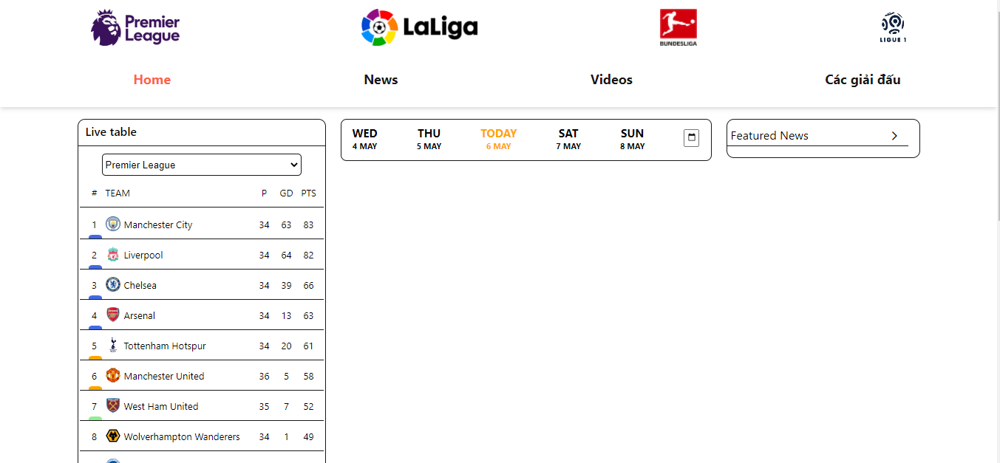 Premier League
LaLiga
BUNDESLIGA
LIGUE 1
Home News Videos Các giải đấu
Live table
Premier League
# TEAM P GD PTS
1 Manchester City 34 63 83
2 Liverpool 34 64 82
3 Chelsea 34 39 66
4 Arsenal 34 13 63
5 Tottenham Hotspur 34 20 61
6 Manchester United 36 5 58
7 West Ham United 35 7 52
8 Wolverhampton Wanderers 34 1 49
WED THU TODAY SAT SUN
4 MAY 5 MAY 6 MAY 7 MAY 8 MAY
Featured News